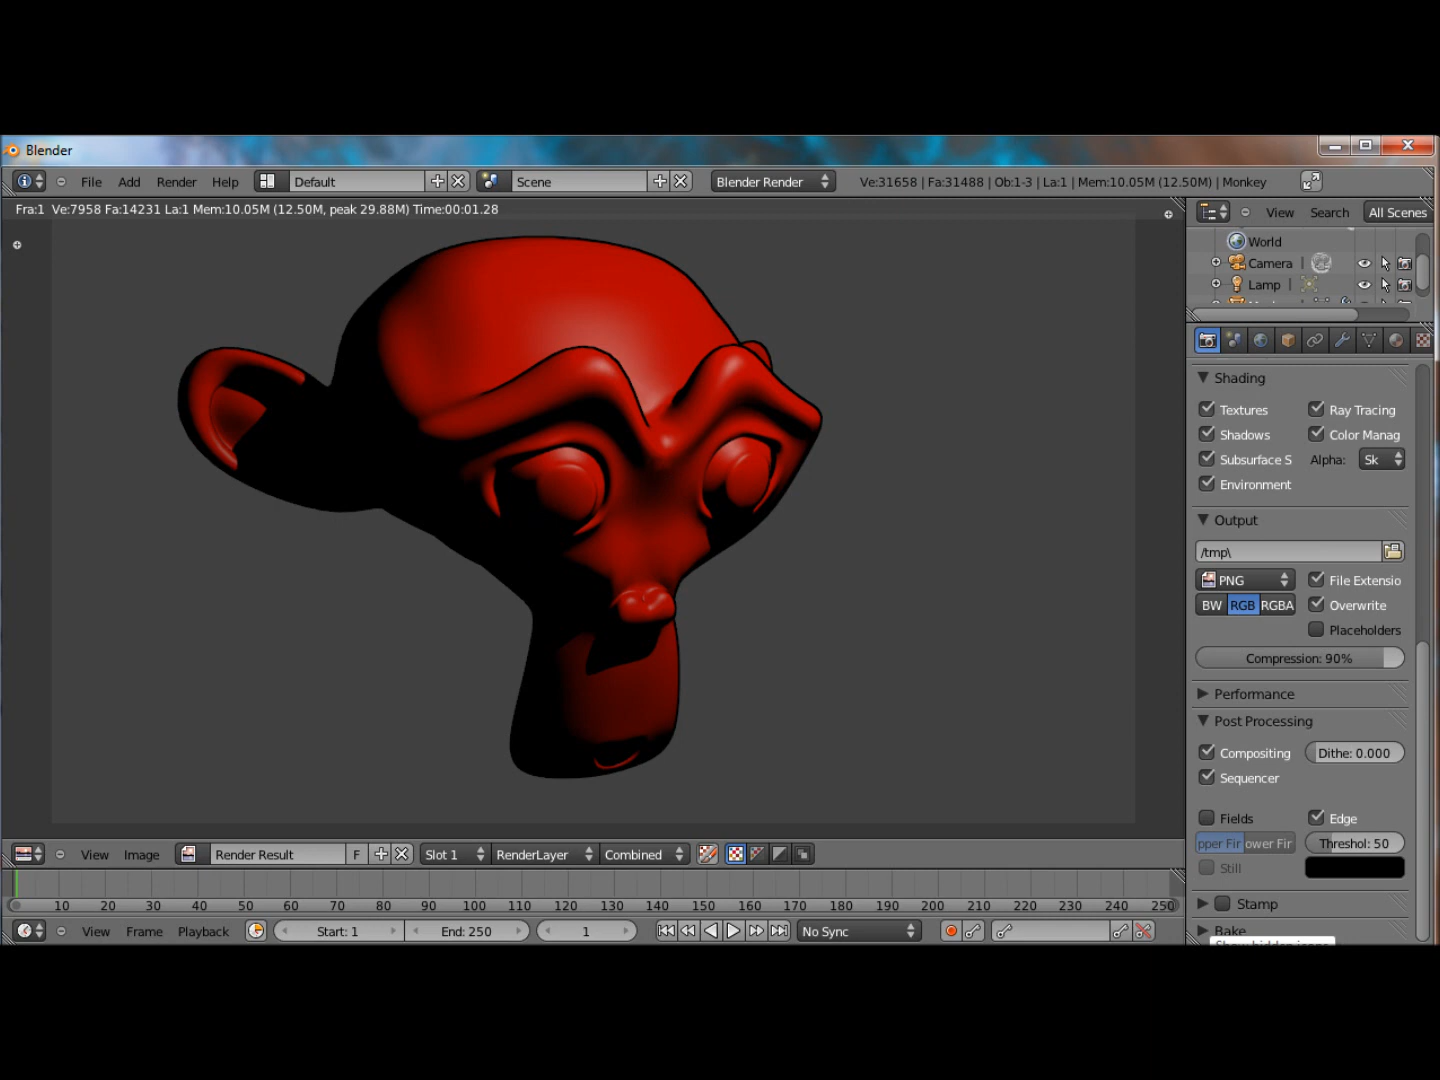 Blender
File Add Render Help Default Scene Blender Render Ve:31658 | Fa:31488 | Ob:1-3 | La:1 | Mem:10.05M (12.50M) | Monkey
Fra:1 Ve:7958 Fa:14231 La:1 Mem:10.05M (12.50M, peak 29.88M) Time:00:01.28
View Search All Scenes
World
Camera
Lamp
Shading
Textures Ray Tracing
Shadows Color Manag
Subsurface S Alpha: Sk
Environment
Output
/tmp\
PNG File Extensio
BW RGB RGBA Overwrite
Placeholders
Compression: 90%
Performance
Post Processing
Compositing Dithe: 0.000
Sequencer
Fields Edge
pper Fir ower Fir Threshol: 50
Still
Stamp
Bake
View Image Render Result F Slot 1 RenderLayer Combined
10 20 30 40 50 60 70 80 90 100 110 120 130 140 150 160 170 180 190 200 210 220 230 240 250
View Frame Playback Start: 1 End: 250 1 No Sync